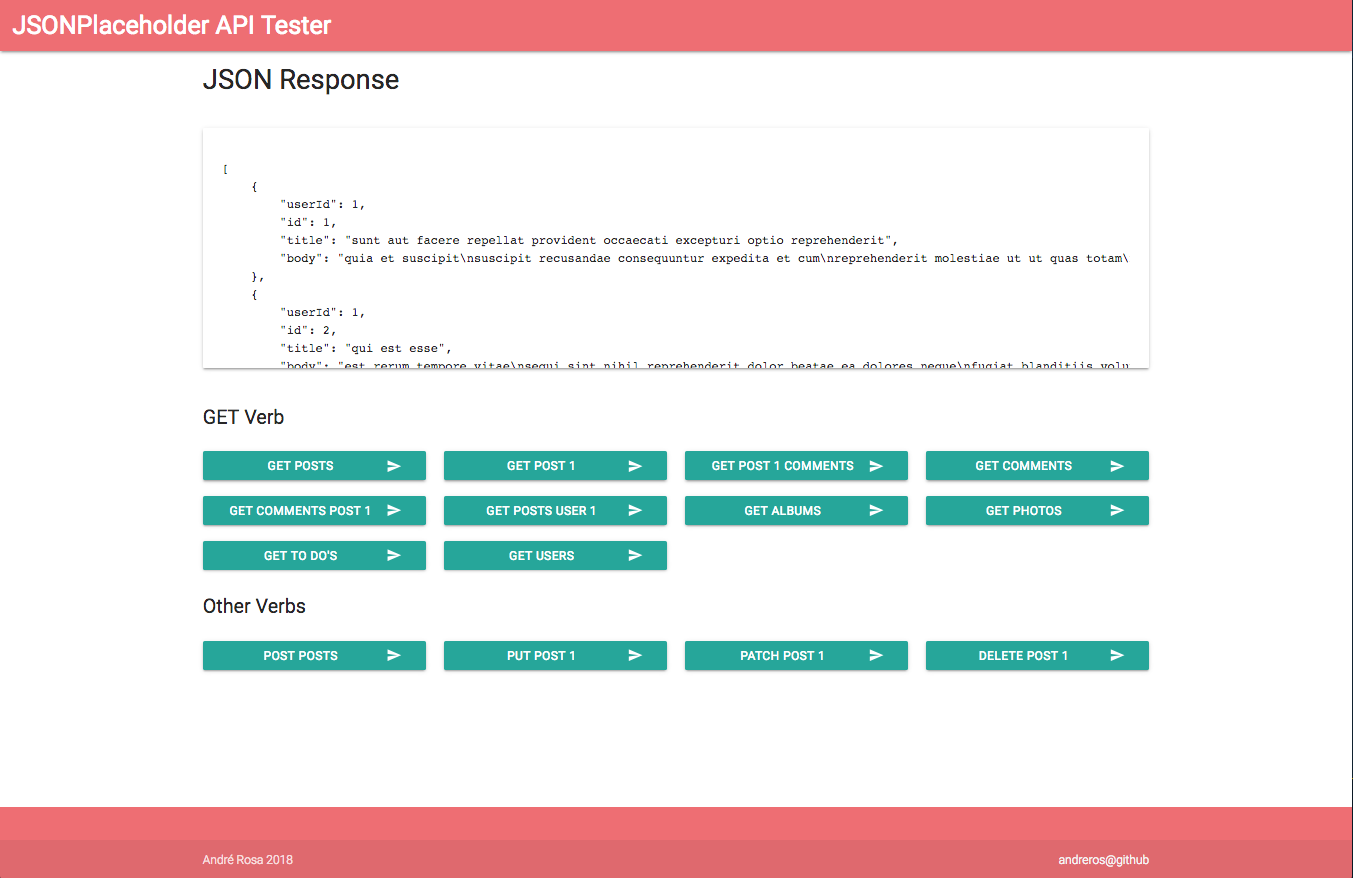 JSONPlaceholder API Tester
JSON Response
[
{
"userId": 1,
"id": 1,
"title": "sunt aut facere repellat provident occaecati excepturi optio reprehenderit",
"body": "quia et suscipit\nsuscipit recusandae consequuntur expedita et cum\nreprehenderit molestiae ut ut quas totam\
},
{
"userId": 1,
"id": 2,
"title": "qui est esse",
"body": "est rerum tempore vitae\nsequi sint nihil reprehenderit dolor beatae ea dolores neque\nfugiat blanditiis volu
GET Verb
GET POSTS
GET POST 1
GET POST 1 COMMENTS
GET COMMENTS
GET COMMENTS POST 1
GET POSTS USER 1
GET ALBUMS
GET PHOTOS
GET TO DO'S
GET USERS
Other Verbs
POST POSTS
PUT POST 1
PATCH POST 1
DELETE POST 1
André Rosa 2018
andreros@github